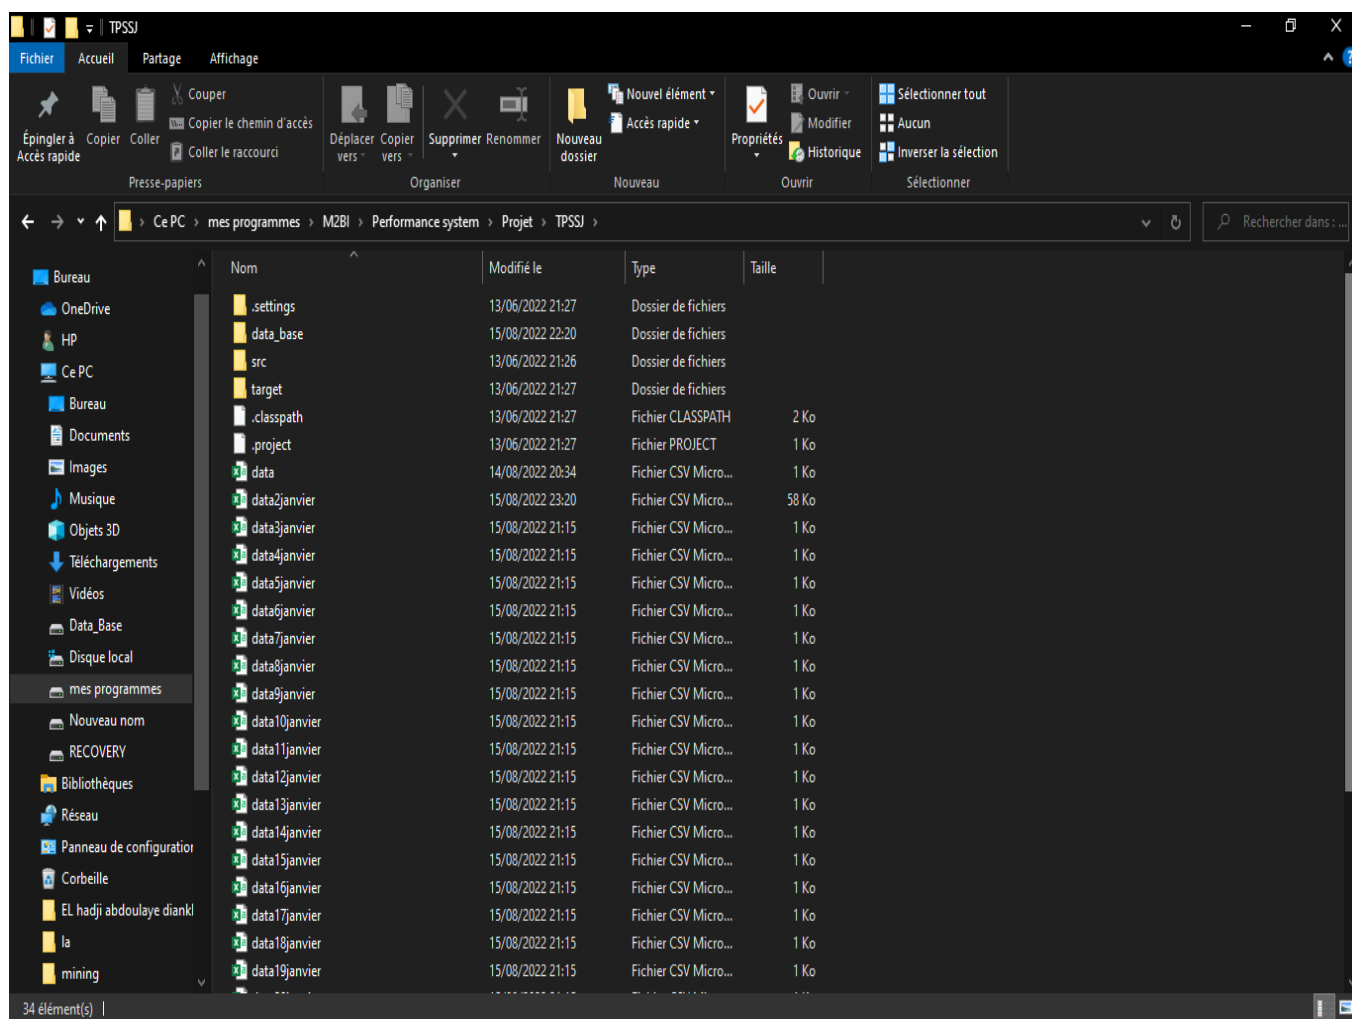 TPSSJ
Fichier Accueil Partage Affichage
Épingler à Accès rapide
Copier
Coller
Couper
Copier le chemin d'accès
Coller le raccourci
Presse-papiers
Déplacer vers
Copier vers
Supprimer
Renommer
Organiser
Nouveau dossier
Nouvel élément
Accès rapide
Nouveau
Propriétés
Ouvrir
Modifier
Historique
Ouvrir
Sélectionner tout
Aucun
Inverser la sélection
Sélectionner
Ce PC > mes programmes > M2BI > Performance system > Projet > TPSSJ >
Rechercher dans : ...
Bureau
OneDrive
HP
Ce PC
Bureau
Documents
Images
Musique
Objets 3D
Téléchargements
Vidéos
Data_Base
Disque local
mes programmes
Nouveau nom
RECOVERY
Bibliothèques
Réseau
Panneau de configuration
Corbeille
EL hadji abdoulaye
la
mining
Nom Modifié le Type Taille
.settings 13/06/2022 21:27 Dossier de fichiers
data_base 15/08/2022 22:20 Dossier de fichiers
src 13/06/2022 21:26 Dossier de fichiers
target 13/06/2022 21:27 Dossier de fichiers
.classpath 13/06/2022 21:27 Fichier CLASSPATH 2 Ko
.project 13/06/2022 21:27 Fichier PROJECT 1 Ko
data 14/08/2022 20:34 Fichier CSV Micro... 1 Ko
data2janvier 15/08/2022 23:20 Fichier CSV Micro... 58 Ko
data3janvier 15/08/2022 21:15 Fichier CSV Micro... 1 Ko
data4janvier 15/08/2022 21:15 Fichier CSV Micro... 1 Ko
data5janvier 15/08/2022 21:15 Fichier CSV Micro... 1 Ko
data6janvier 15/08/2022 21:15 Fichier CSV Micro... 1 Ko
data7janvier 15/08/2022 21:15 Fichier CSV Micro... 1 Ko
data8janvier 15/08/2022 21:15 Fichier CSV Micro... 1 Ko
data9janvier 15/08/2022 21:15 Fichier CSV Micro... 1 Ko
data10janvier 15/08/2022 21:15 Fichier CSV Micro... 1 Ko
data11janvier 15/08/2022 21:15 Fichier CSV Micro... 1 Ko
data12janvier 15/08/2022 21:15 Fichier CSV Micro... 1 Ko
data13janvier 15/08/2022 21:15 Fichier CSV Micro... 1 Ko
data14janvier 15/08/2022 21:15 Fichier CSV Micro... 1 Ko
data15janvier 15/08/2022 21:15 Fichier CSV Micro... 1 Ko
data16janvier 15/08/2022 21:15 Fichier CSV Micro... 1 Ko
data17janvier 15/08/2022 21:15 Fichier CSV Micro... 1 Ko
data18janvier 15/08/2022 21:15 Fichier CSV Micro... 1 Ko
data19janvier 15/08/2022 21:15 Fichier CSV Micro... 1 Ko
34 élément(s)